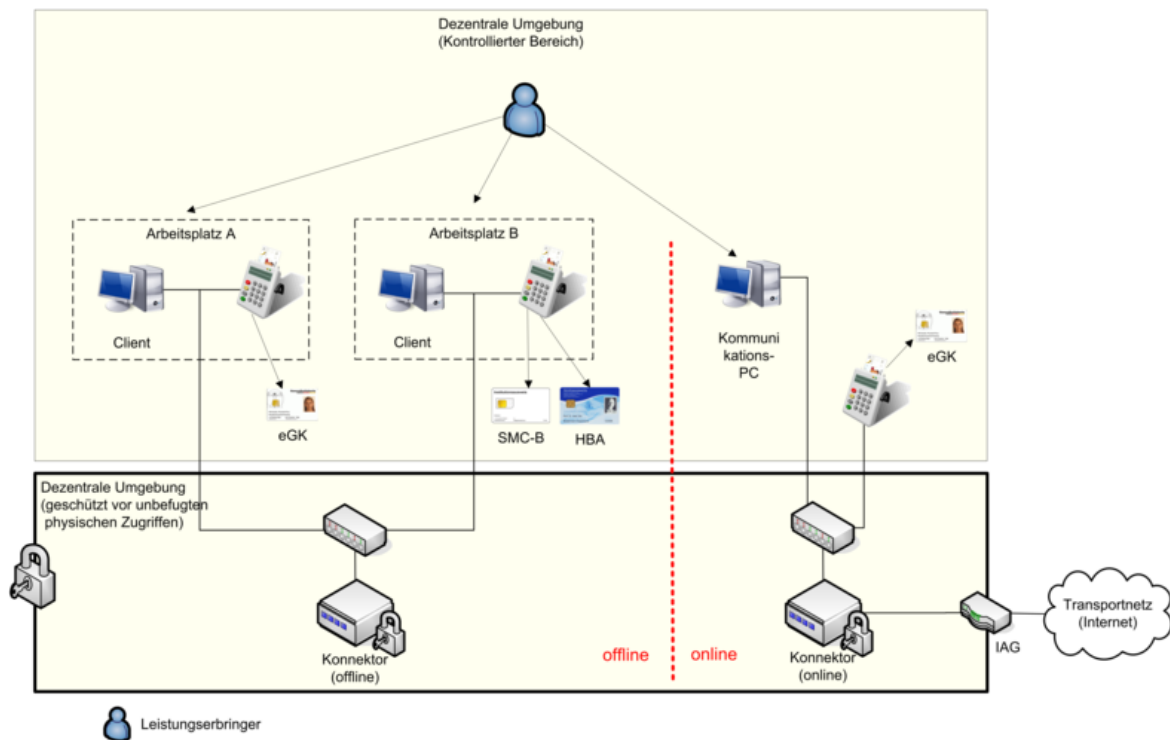 Dezentrale Umgebung
(Kontrollierter Bereich)
Arbeitsplatz A
Arbeitsplatz B
Client
Client
Kommuni
kations-
PC
eGK
eGK
SMC-B
HBA
Dezentrale Umgebung
(geschützt vor unbefugten
physischen Zugriffen)
Konnektor
(offline)
offline
online
Konnektor
(online)
IAG
Transportnetz
(Internet)
Leistungserbringer